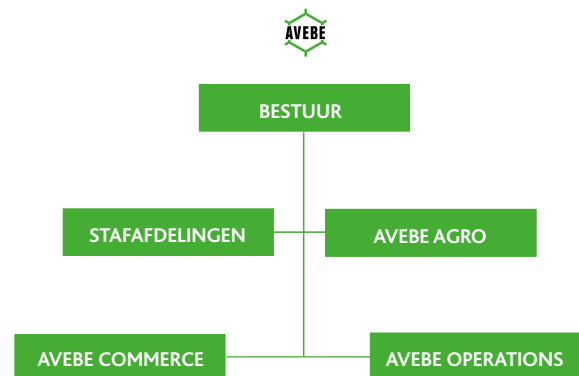 AVEBE
BESTUUR
STAFAFDELINGEN
AVEBE AGRO
AVEBE COMMERCE
AVEBE OPERATIONS